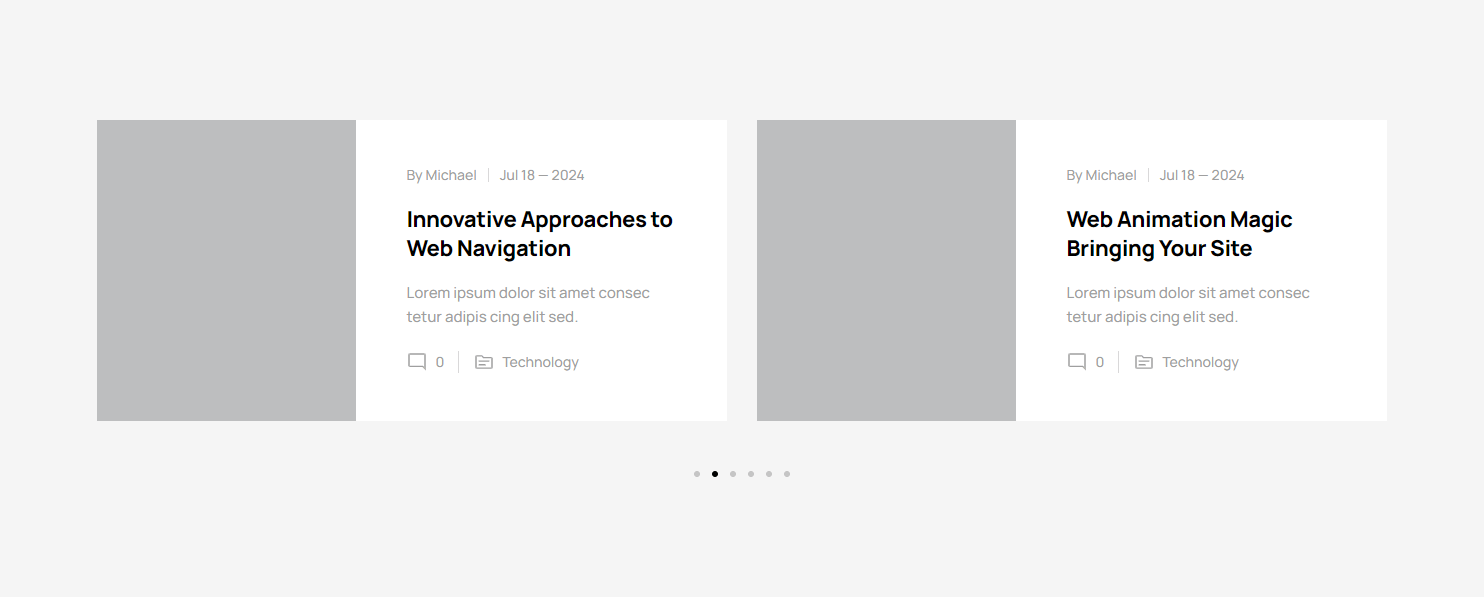 By Michael Jul 18 — 2024
Innovative Approaches to
Web Navigation
Lorem ipsum dolor sit amet consec
tetur adipis cing elit sed.
0 Technology
By Michael Jul 18 — 2024
Web Animation Magic
Bringing Your Site
Lorem ipsum dolor sit amet consec
tetur adipis cing elit sed.
0 Technology